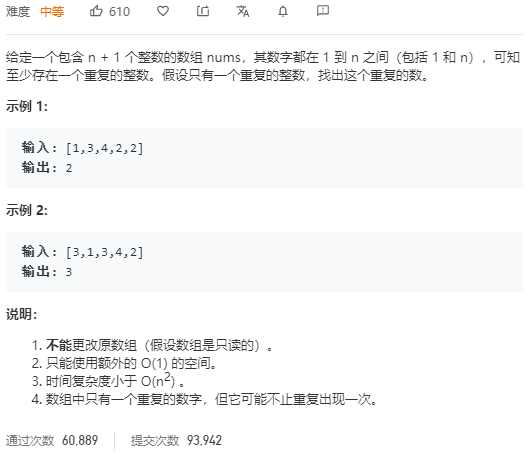 难度 中等 610
给定一个包含 n + 1 个整数的数组 nums，其数字都在 1 到 n 之间（包括 1 和 n），可知
至少存在一个重复的整数。假设只有一个重复的整数，找出这个重复的数。
示例 1:
输入: [1,3,4,2,2]
输出: 2
示例 2:
输入: [3,1,3,4,2]
输出: 3
说明：
1. 不能更改原数组（假设数组是只读的）。
2. 只能使用额外的 O(1) 的空间。
3. 时间复杂度小于 O(n²) 。
4. 数组中只有一个重复的数字，但它可能不止重复出现一次。
通过次数 60,889 提交次数 93,942